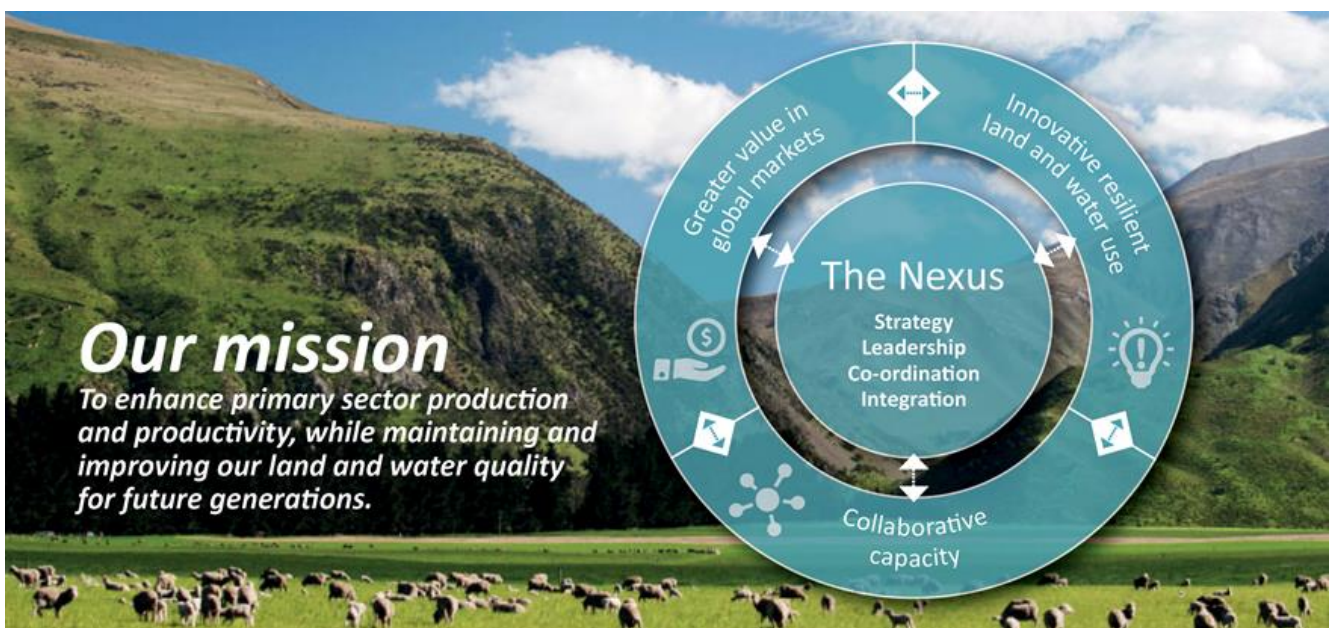 Our mission
To enhance primary sector production
and productivity, while maintaining and
improving our land and water quality
for future generations.
Greater value in
global markets
Innovative resilient
land and water use
The Nexus
Strategy
Leadership
Co-ordination
Integration
Collaborative
capacity
$